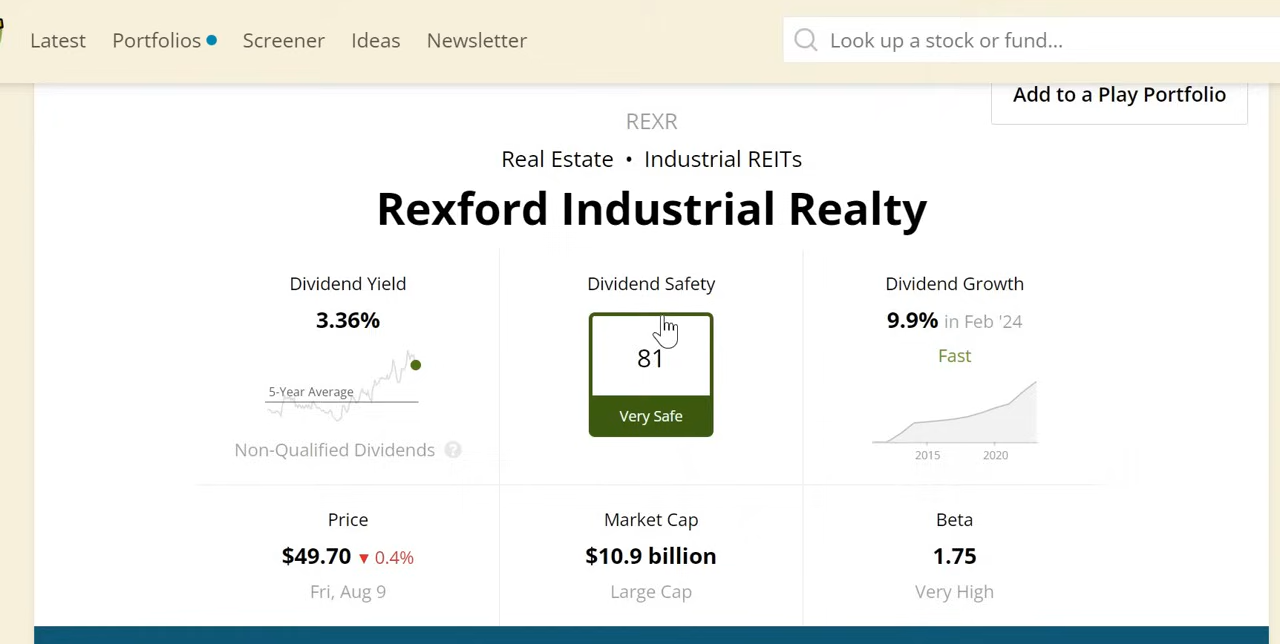 Latest Portfolios Screener Ideas Newsletter Look up a stock or fund...
Add to a Play Portfolio
REXR
Real Estate • Industrial REITs
Rexford Industrial Realty
Dividend Yield
3.36%
5-Year Average
Non-Qualified Dividends ?
Dividend Safety
81
Very Safe
Dividend Growth
9.9% in Feb '24
Fast
2015 2020
Price
$49.70 ▼ 0.4%
Fri, Aug 9
Market Cap
$10.9 billion
Large Cap
Beta
1.75
Very High